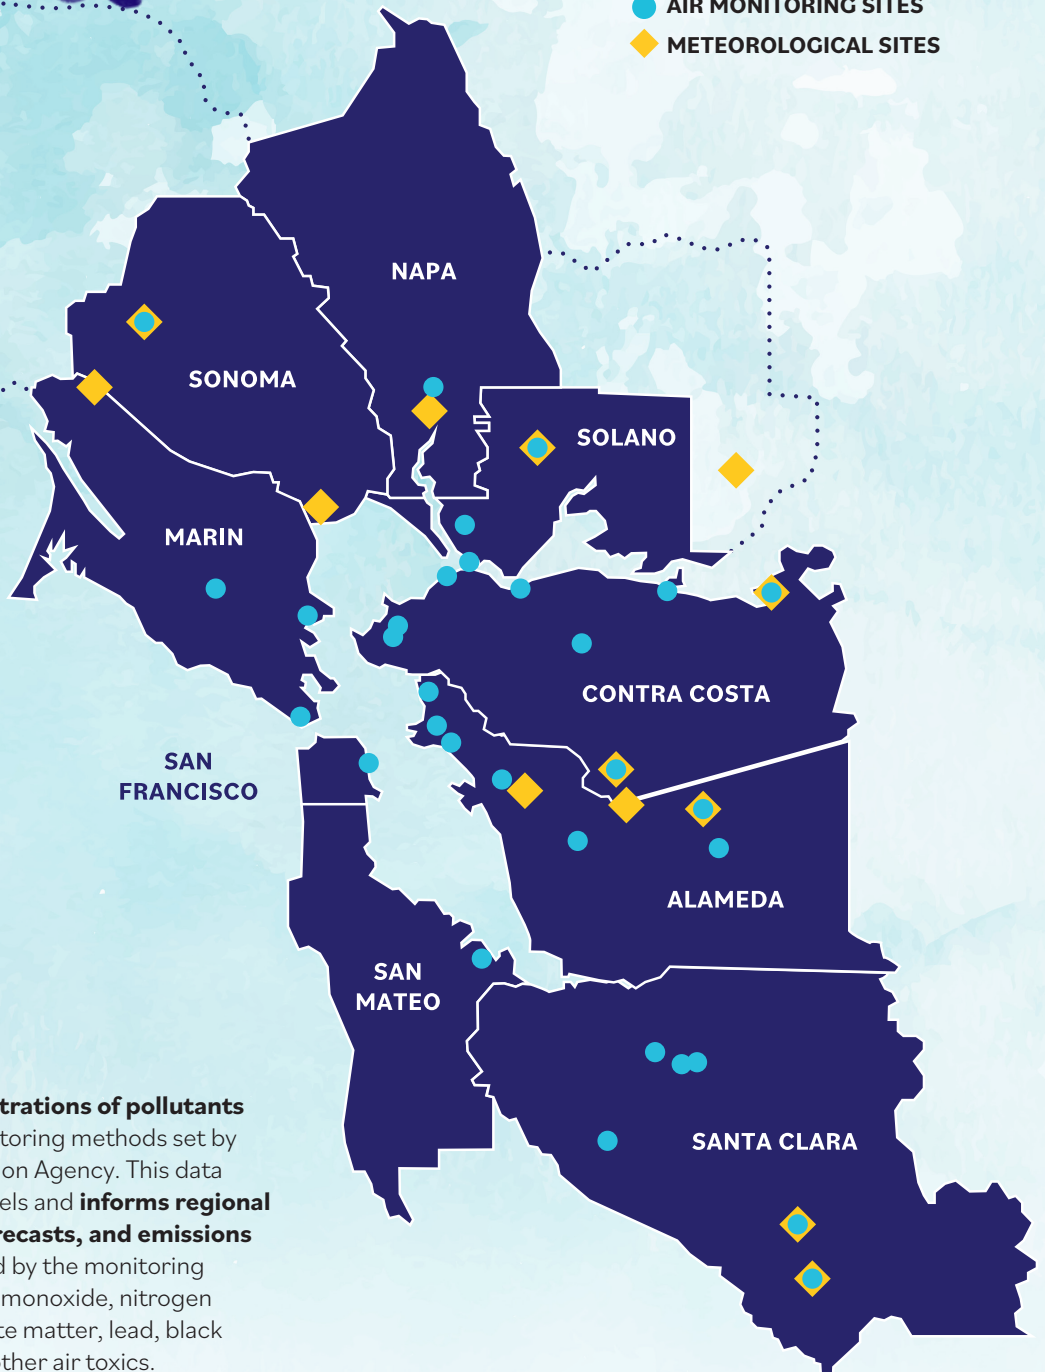 AIR MONITORING SITES
METEOROLOGICAL SITES
NAPA
SONOMA
SOLANO
MARIN
CONTRA COSTA
SAN
FRANCISCO
ALAMEDA
SAN
MATEO
SANTA CLARA
trations of pollutants
toring methods set by
on Agency. This data
els and informs regional
recasts, and emissions
d by the monitoring
monoxide, nitrogen
te matter, lead, black
ther air toxics.